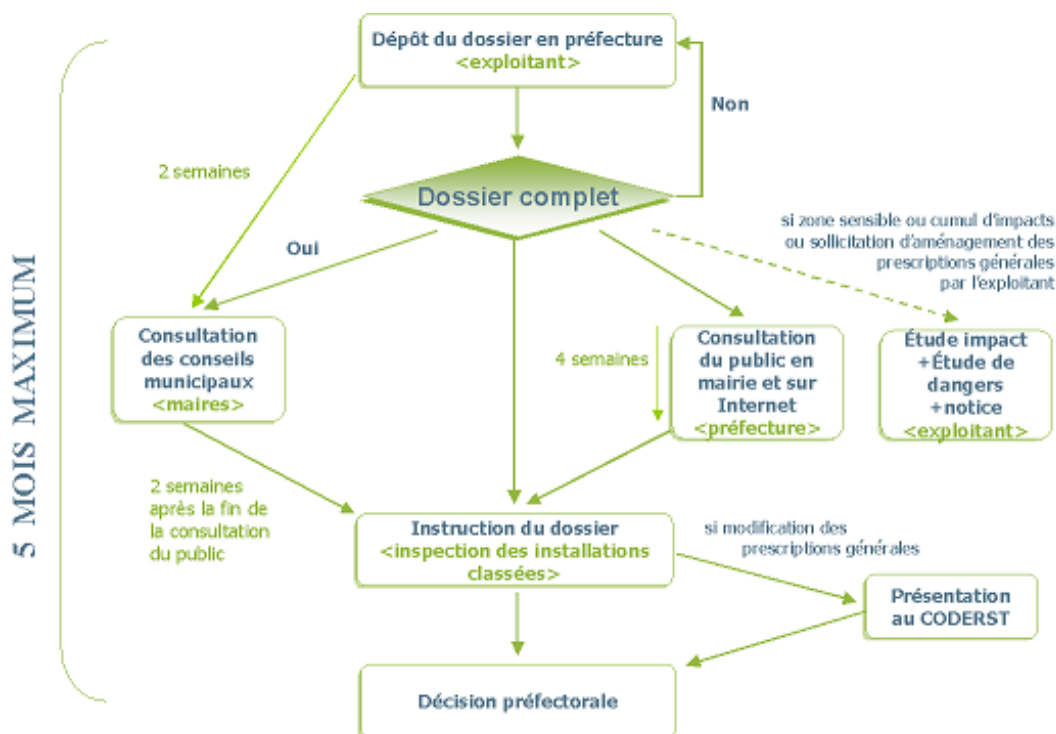 5 MOIS MAXIMUM
Dépôt du dossier en préfecture
<exploitant>
Non
2 semaines
Dossier complet
Oui
si zone sensible ou cumul d'impacts
ou sollicitation d'aménagement des
prescriptions générales
par l'exploitant
Consultation
des conseils
municipaux
<maires>
4 semaines
Consultation
du public en
mairie et sur
Internet
<préfecture>
Étude impact
+Étude de
dangers
+notice
<exploitant>
2 semaines
après la fin de
la consultation
du public
Instruction du dossier
<inspection des installations
classées>
si modification des
prescriptions générales
Présentation
au CODERST
Décision préfectorale